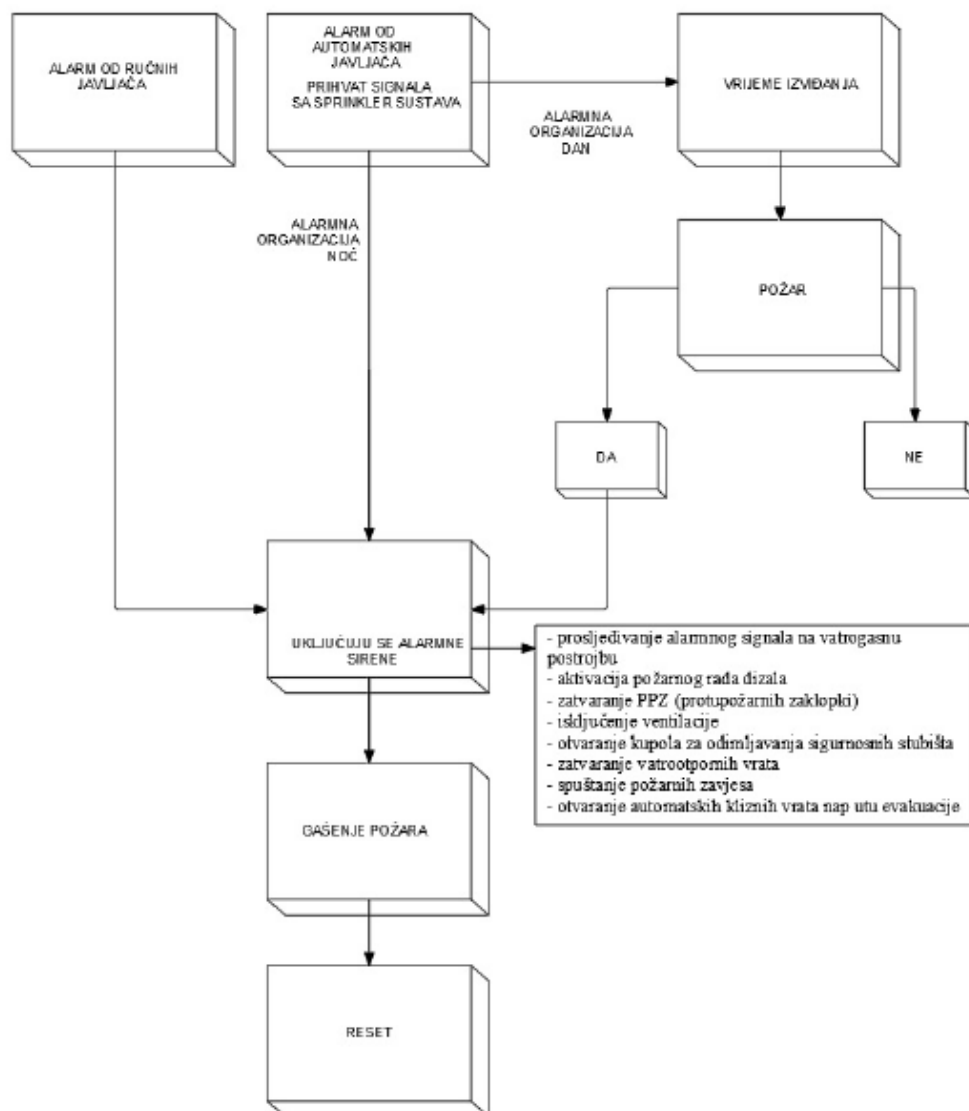 ALARM OD RUČNIH
JAVLJAČA
ALARM OD
AUTOMATSKIH
JAVLJAČA
PRIHVAT SIGNALA
SA SPRINKLER SUSTAVA
ALARMNA
ORGANIZACIJA
DAN
VRIJEME IZVIĐANJA
ALARMNA
ORGANIZACIJA
NOĆ
POŽAR
DA
NE
UKLJUČUJU SE ALARMNE
SIRENE
- prosljeđivanje alarmnog signala na vatrogasnu
postrojbu
- aktivacija požarnog rada dizala
- zatvaranje PPZ (protupožarnih zaklopki)
- isključenje ventilacije
- otvaranje kupola za odimljavanja sigurnosnih stubišta
- zatvaranje vatrootpornih vrata
- spuštanje požarnih zavjesa
- otvaranje automatskih kliznih vrata nap utu evakuacije
GAŠENJE POŽARA
RESET